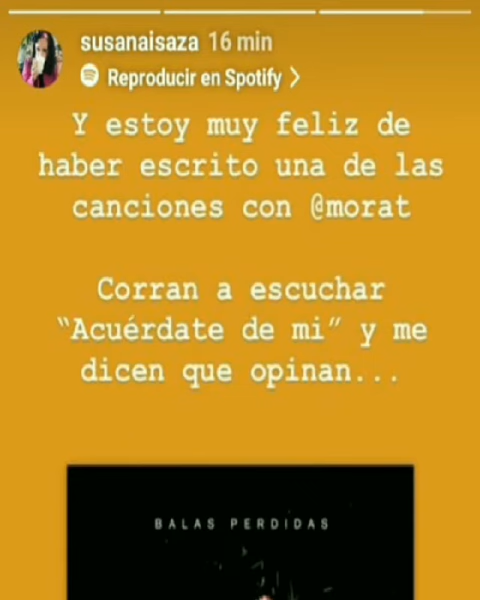 susanaisaza 16 min
Reproducir en Spotify
Y estoy muy feliz de
haber escrito una de las
canciones con @morat
Corran a escuchar
“Acuérdate de mi” y me
dicen que opinan...
BALAS PERDIDAS